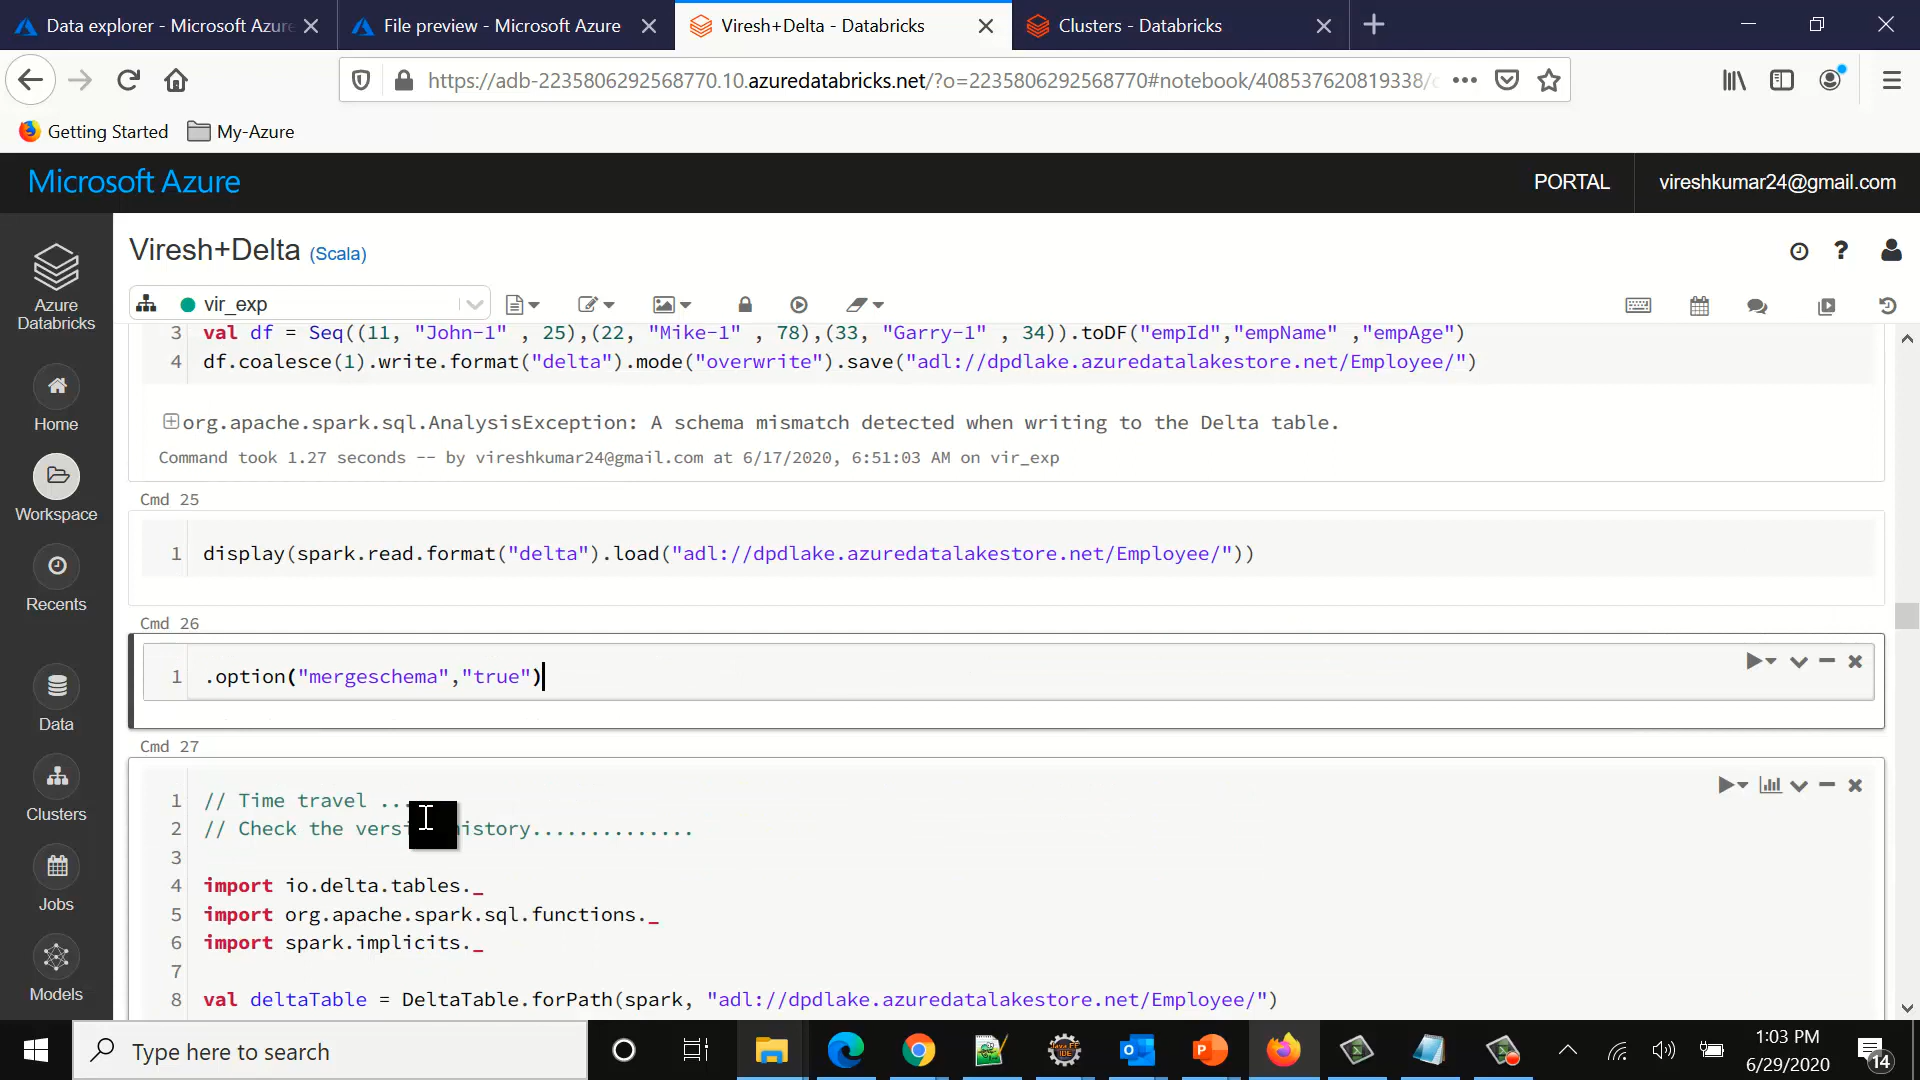 Data explorer - Microsoft Azure
File preview - Microsoft Azure
Viresh+Delta - Databricks
Clusters - Databricks
https://adb-2235806292568770.10.azuredatabricks.net/?o=2235806292568770#notebook/408537620819338/
Getting Started
My-Azure
Microsoft Azure
PORTAL
vireshkumar24@gmail.com
Azure Databricks
Home
Workspace
Recents
Data
Clusters
Jobs
Models
Viresh+Delta (Scala)
vir_exp
3 val df = Seq((11, "John-1" , 25),(22, "Mike-1" , 78),(33, "Garry-1" , 34)).toDF("empId","empName" ,"empAge")
4 df.coalesce(1).write.format("delta").mode("overwrite").save("adl://dpdlake.azuredatalakestore.net/Employee/")
org.apache.spark.sql.AnalysisException: A schema mismatch detected when writing to the Delta table.
Command took 1.27 seconds -- by vireshkumar24@gmail.com at 6/17/2020, 6:51:03 AM on vir_exp
Cmd 25
1 display(spark.read.format("delta").load("adl://dpdlake.azuredatalakestore.net/Employee/"))
Cmd 26
1 .option("mergeschema","true")
Cmd 27
1 // Time travel ...
2 // Check the history..............
3
4 import io.delta.tables._
5 import org.apache.spark.sql.functions._
6 import spark.implicits._
7
8 val deltaTable = DeltaTable.forPath(spark, "adl://dpdlake.azuredatalakestore.net/Employee/")
Type here to search
1:03 PM
6/29/2020
14